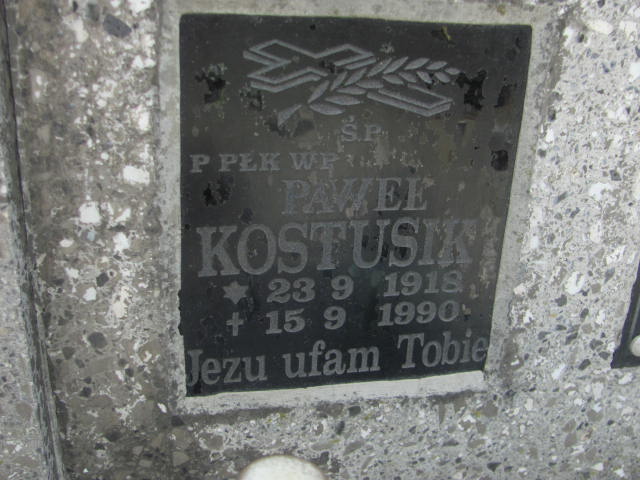 Ś.P.
P PŁK WP
PAWEŁ
KOSTUSIK
23 9 1918
15 9 1990
Jezu ufam Tobie